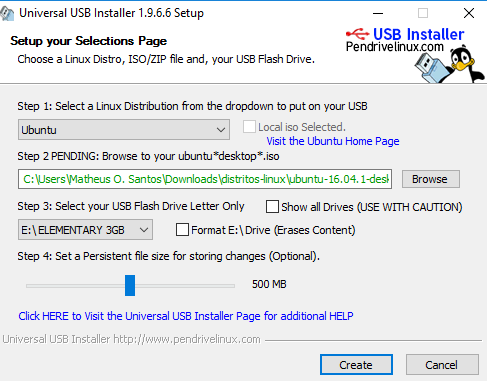 Universal USB Installer 1.9.6.6 Setup
Setup your Selections Page
Choose a Linux Distro, ISO/ZIP file and, your USB Flash Drive.
USB Installer
Pendrivelinux.com
Step 1: Select a Linux Distribution from the dropdown to put on your USB
Ubuntu
Local iso Selected.
Visit the Ubuntu Home Page
Step 2 PENDING: Browse to your ubuntu*desktop*.iso
C:\Users\Matheus O. Santos\Downloads\distritos-linux\ubuntu-16.04.1-desk
Browse
Step 3: Select your USB Flash Drive Letter Only
Show all Drives (USE WITH CAUTION)
E:\ELEMENTARY 3GB
Format E:\ Drive (Erases Content)
Step 4: Set a Persistent file size for storing changes (Optional).
500 MB
Click HERE to Visit the Universal USB Installer Page for additional HELP
Universal USB Installer http://www.pendrivelinux.com
Create
Cancel